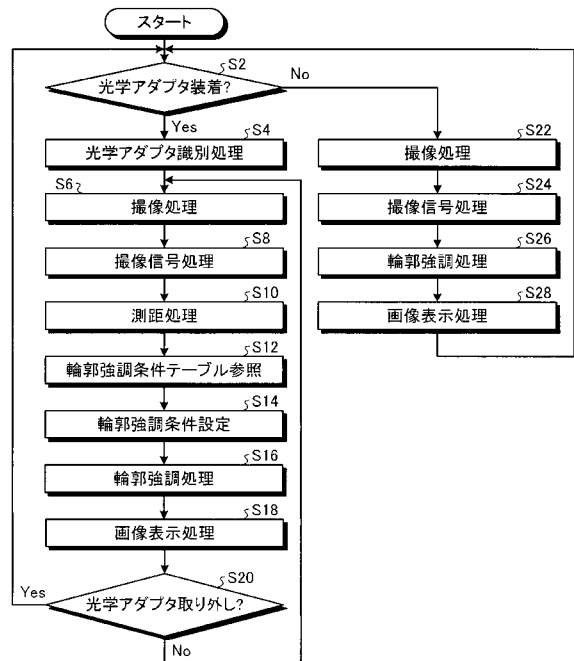 スタート
S2
光学アダプタ装着?
No
Yes
S4
光学アダプタ識別処理
S6
撮像処理
S8
撮像信号処理
S10
測距処理
S12
輪郭強調条件テーブル参照
S14
輪郭強調条件設定
S16
輪郭強調処理
S18
画像表示処理
S20
光学アダプタ取り外し?
Yes
No
S22
撮像処理
S24
撮像信号処理
S26
輪郭強調処理
S28
画像表示処理